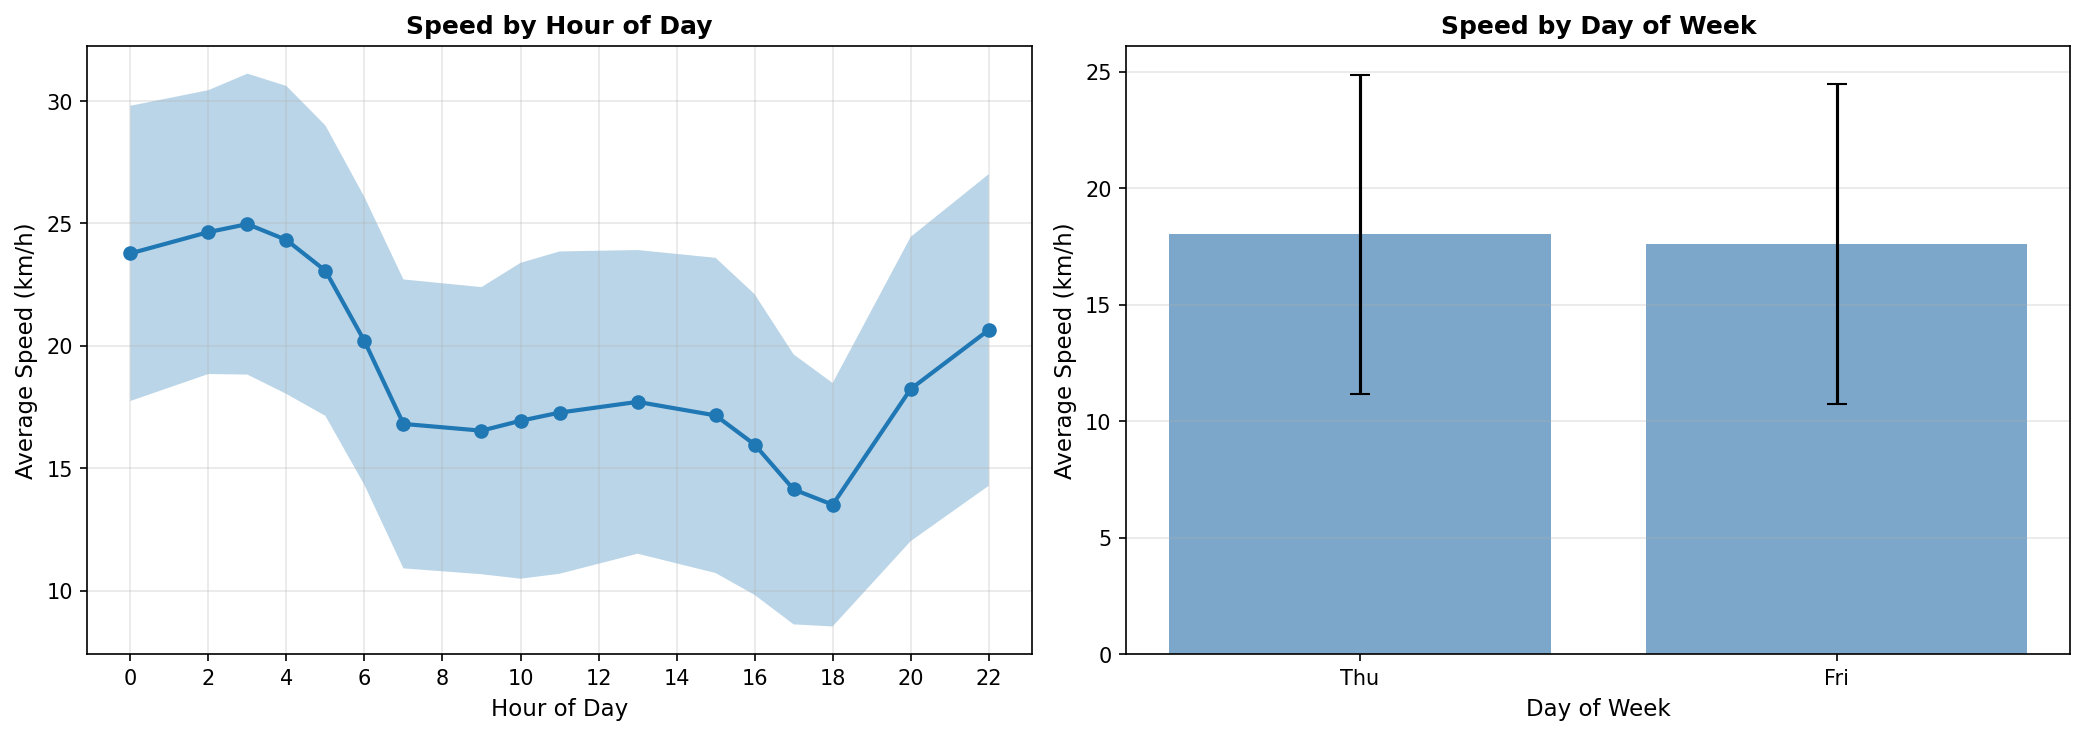 Speed by Hour of Day
30
25
20
15
10
Average Speed (km/h)
0 2 4 6 8 10 12 14 16 18 20 22
Hour of Day
Speed by Day of Week
25
20
15
10
5
0
Average Speed (km/h)
Thu Fri
Day of Week